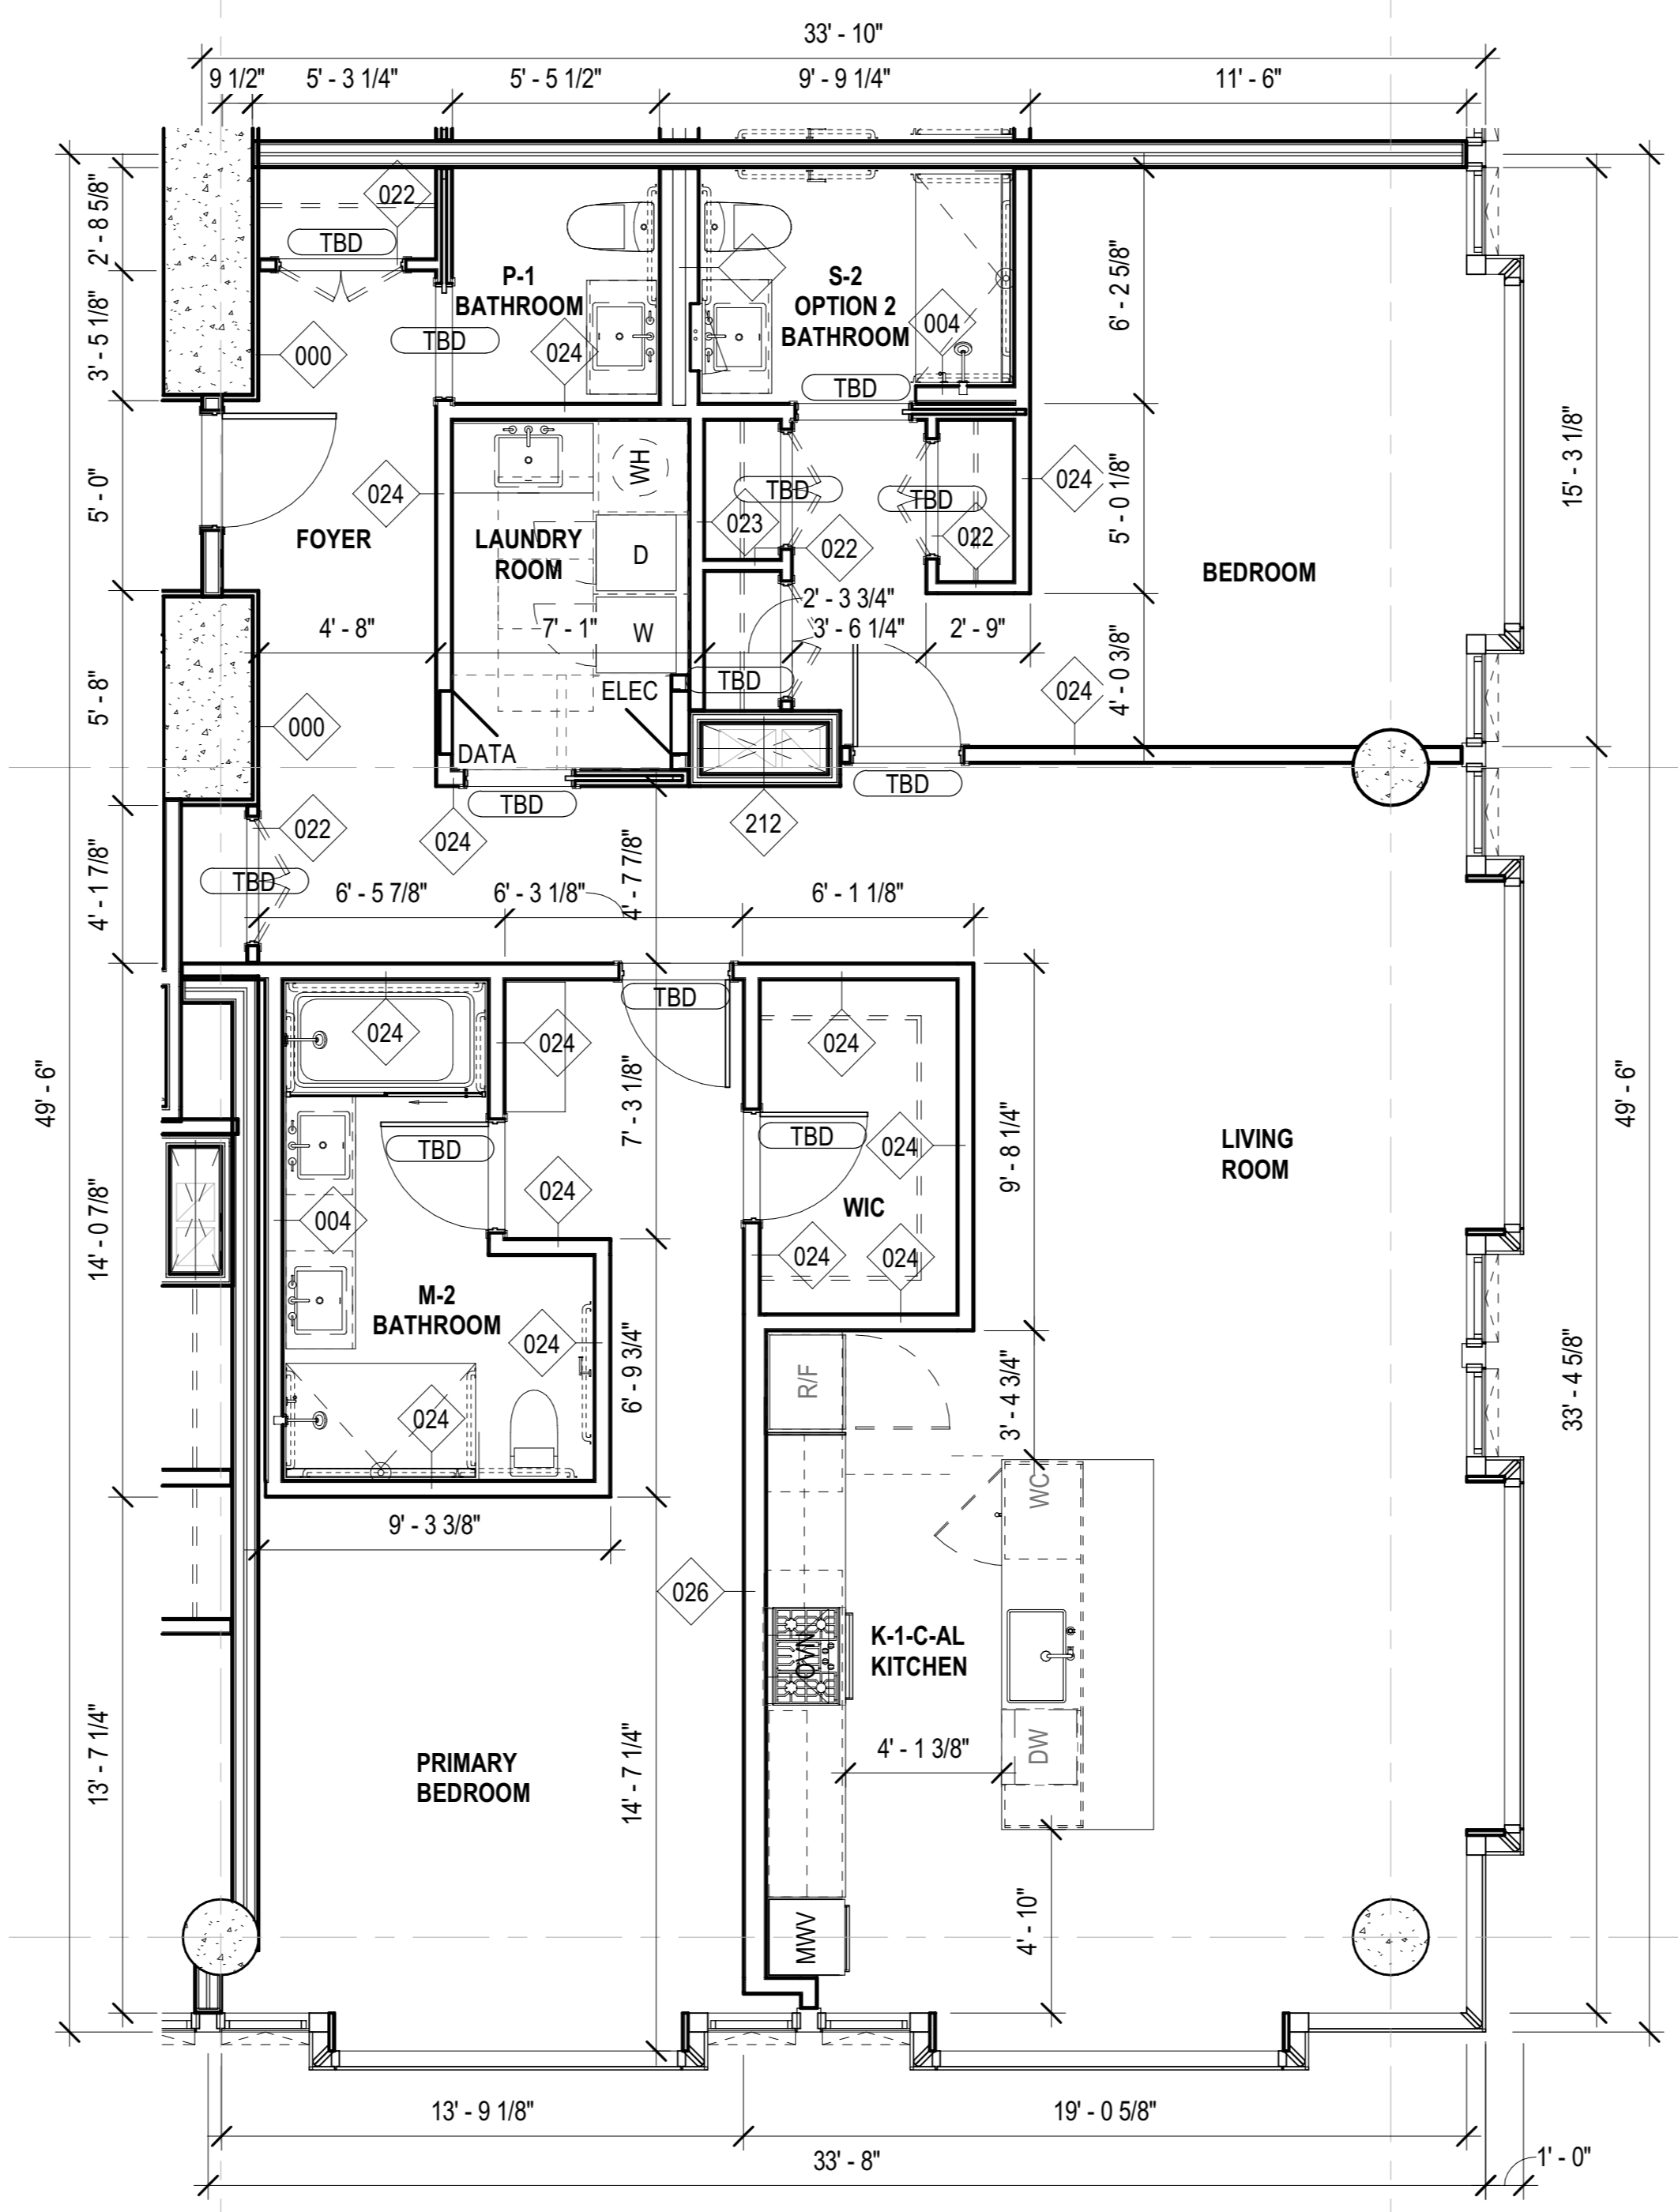 33' - 10"
9 1/2"
5' - 3 1/4"
5' - 5 1/2"
9' - 9 1/4"
11' - 6"
2' - 8 5/8"
022
TBD
P-1
BATHROOM
S-2
OPTION 2
BATHROOM
6' - 2 5/8"
3' - 5 1/8"
000
TBD
024
004
TBD
15' - 3 1/8"
5' - 0"
024
WH
TBD
TBD
024
5' - 0 1/8"
FOYER
LAUNDRY
ROOM
D
023
022
022
BEDROOM
2' - 3 3/4"
4' - 8"
7' - 1"
W
3' - 6 1/4"
2' - 9"
5' - 8"
ELEC
TBD
024
4' - 0 3/8"
000
DATA
TBD
TBD
022
024
212
4' - 1 7/8"
TBD
6' - 5 7/8"
6' - 3 1/8"
4' - 7 7/8"
6' - 1 1/8"
TBD
024
024
024
49' - 6"
49' - 6"
7' - 3 1/8"
TBD
TBD
024
9' - 8 1/4"
LIVING
ROOM
14' - 0 7/8"
024
004
WIC
024
024
M-2
BATHROOM
024
6' - 9 3/4"
R/F
3' - 4 3/4"
33' - 4 5/8"
024
WC
9' - 3 3/8"
026
MWO
K-1-C-AL
KITCHEN
13' - 7 1/4"
PRIMARY
BEDROOM
14' - 7 1/4"
4' - 1 3/8"
DW
MWV
4' - 10"
13' - 9 1/8"
19' - 0 5/8"
33' - 8"
1' - 0"